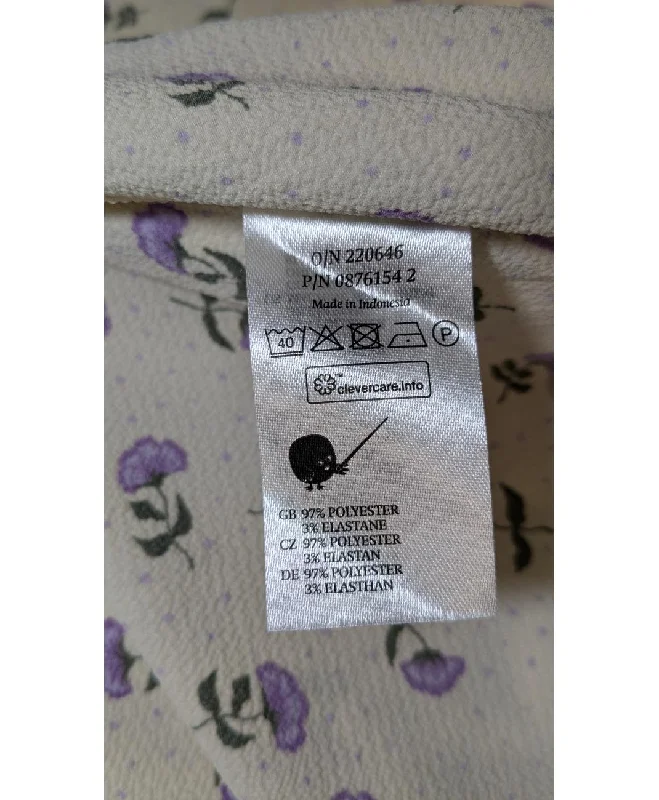 O/N 220646
P/N 0876154 2
Made in Indonesia
40 P
clevercare.info
GB 97% POLYESTER
3% ELASTANE
CZ 97% POLYESTER
3% ELASTAN
DE 97% POLYESTER
3% ELASTHAN